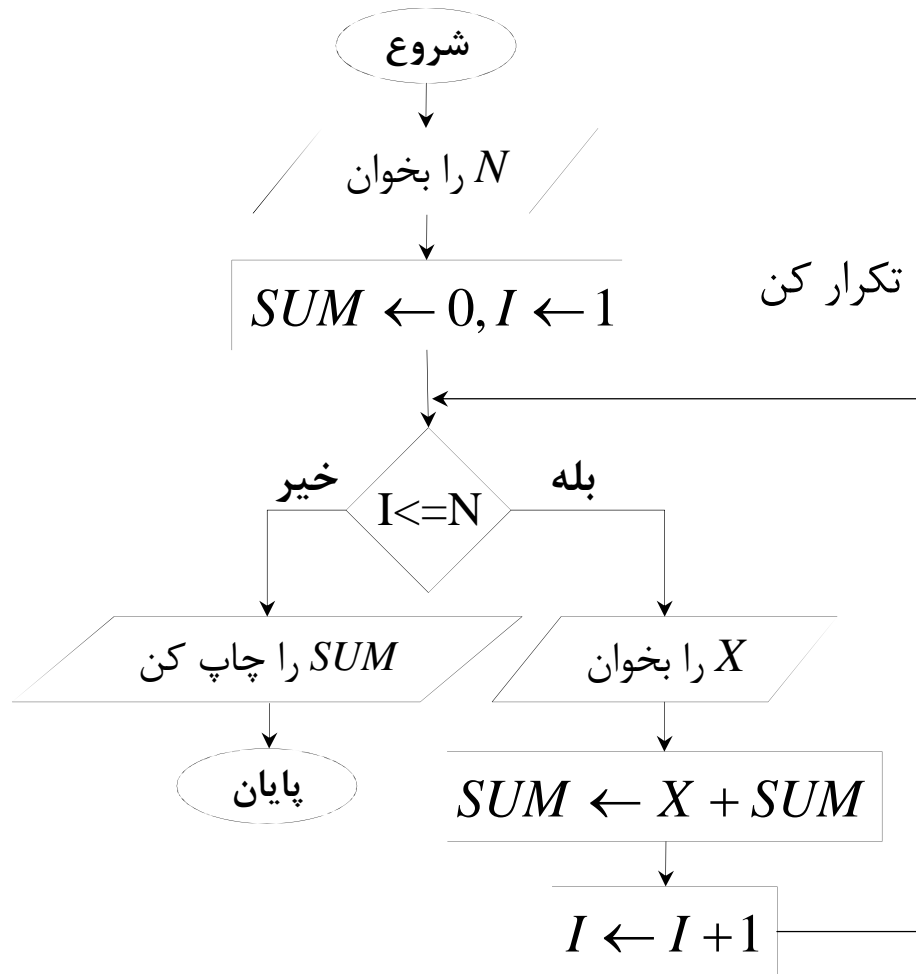 شروع
N را بخوان
SUM ← 0, I ← 1
تکرار کن
خیر
بله
I<=N
SUM را چاپ کن
X را بخوان
پایان
SUM ← X + SUM
I ← I + 1